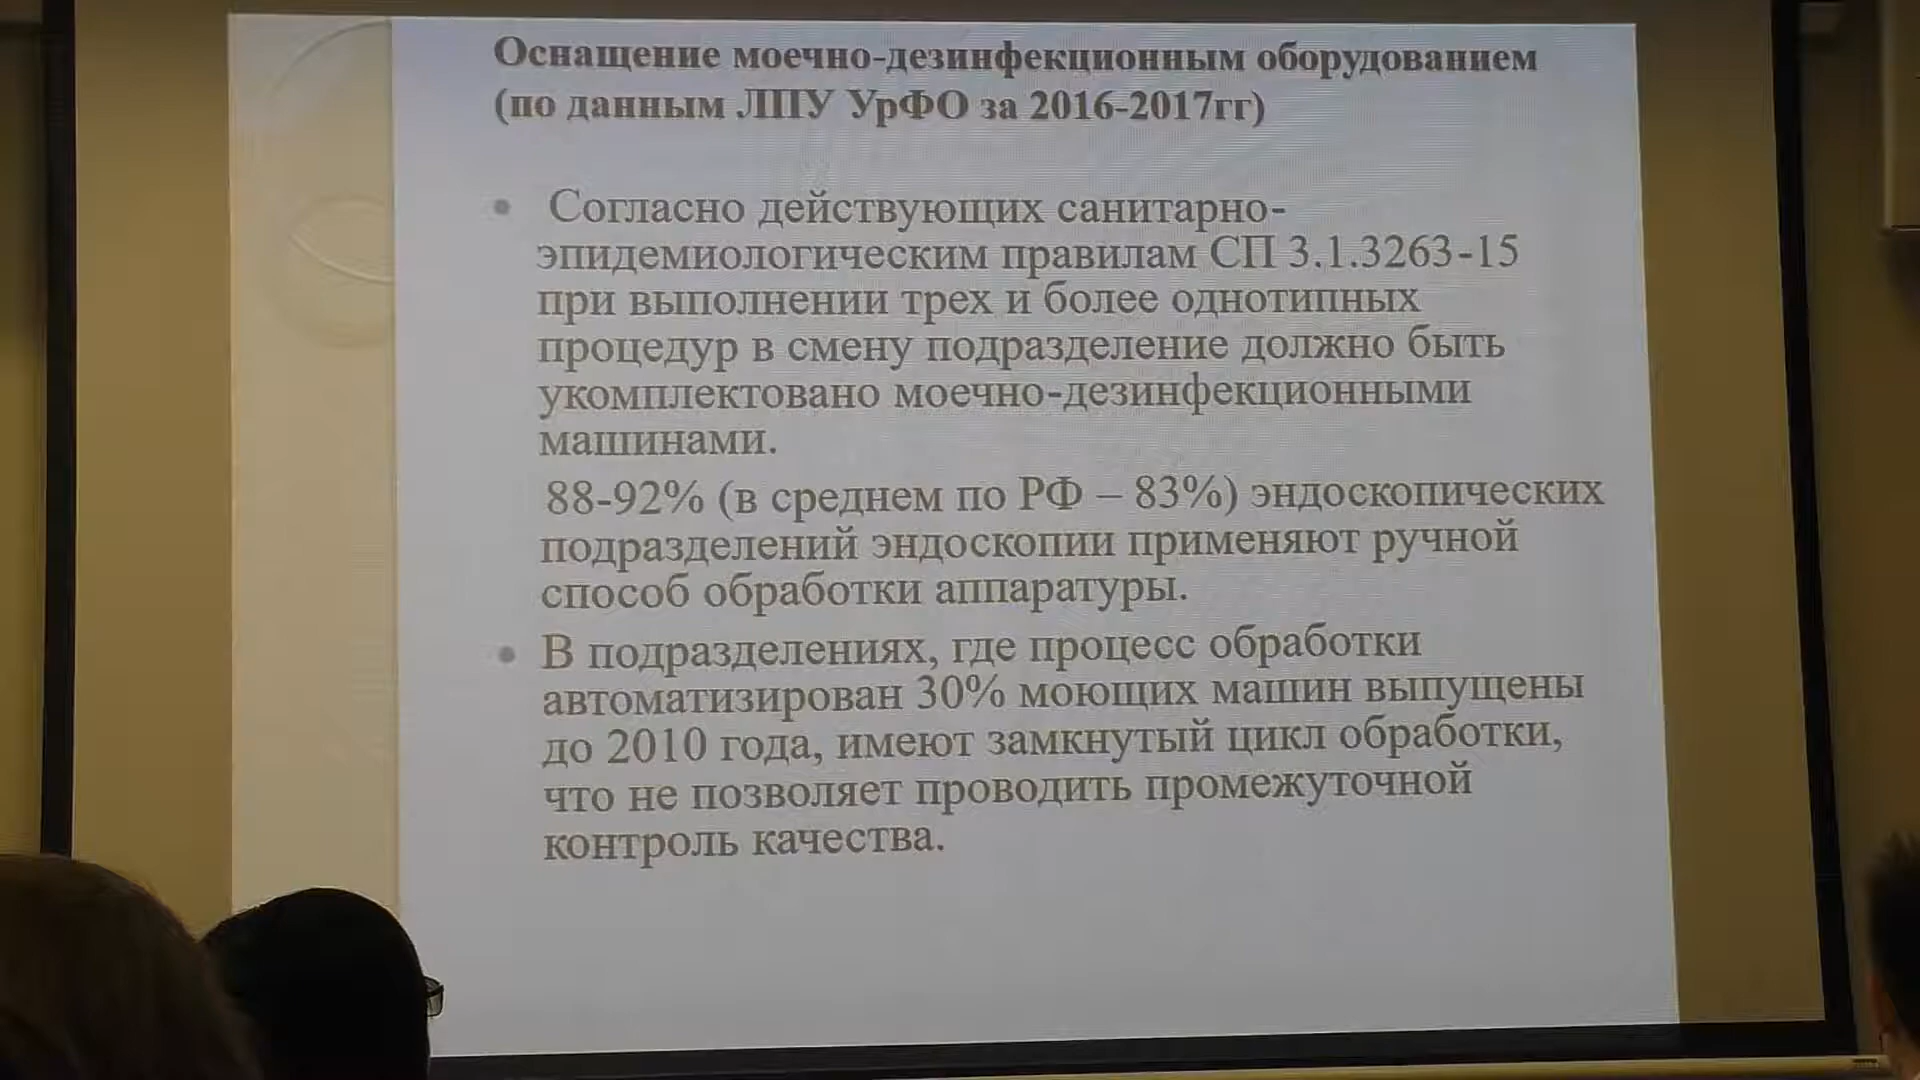 Оснащение моечно-дезинфекционным оборудованием
(по данным ЛПУ УрФО за 2016-2017гг)
• Согласно действующих санитарно-
эпидемиологическим правилам СП 3.1.3263-15
при выполнении трех и более однотипных
процедур в смену подразделение должно быть
укомплектовано моечно-дезинфекционными
машинами.
88-92% (в среднем по РФ – 83%) эндоскопических
подразделений эндоскопии применяют ручной
способ обработки аппаратуры.
• В подразделениях, где процесс обработки
автоматизирован 30% моющих машин выпущены
до 2010 года, имеют замкнутый цикл обработки,
что не позволяет проводить промежуточной
контроль качества.